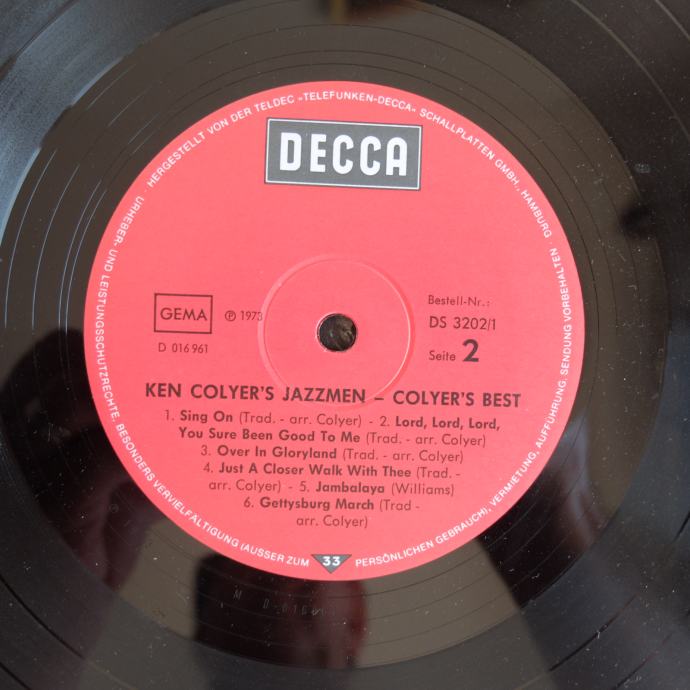 URHEBER- UND LEISTUNGSSCHUTZRECHTE, BESONDERS VERVIELFÄLTIGUNG (AUSSER ZUM PERSÖNLICHEN GEBRAUCH), VERMIETUNG, AUFFÜHRUNG, SENDUNG VORBEHALTEN
· HERGESTELLT VON DER TELDEC »TELEFUNKEN-DECCA« SCHALLPLATTEN GMBH., HAMBURG ·
DECCA
GEMA
℗ 1973
D 016 961
Bestell-Nr.:
DS 3202/1
Seite 2
KEN COLYER'S JAZZMEN – COLYER'S BEST
1. Sing On (Trad. - arr. Colyer) - 2. Lord, Lord, Lord,
You Sure Been Good To Me (Trad. - arr. Colyer)
3. Over In Gloryland (Trad. - arr. Colyer)
4. Just A Closer Walk With Thee (Trad. -
arr. Colyer) - 5. Jambalaya (Williams)
6. Gettysburg March (Trad -
arr. Colyer)
33